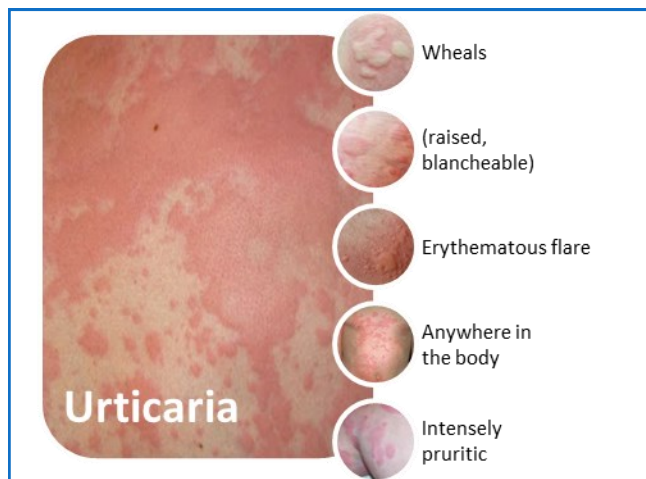 Wheals
(raised,
blancheable)
Erythematous flare
Anywhere in
the body
Urticaria
Intensely
pruritic